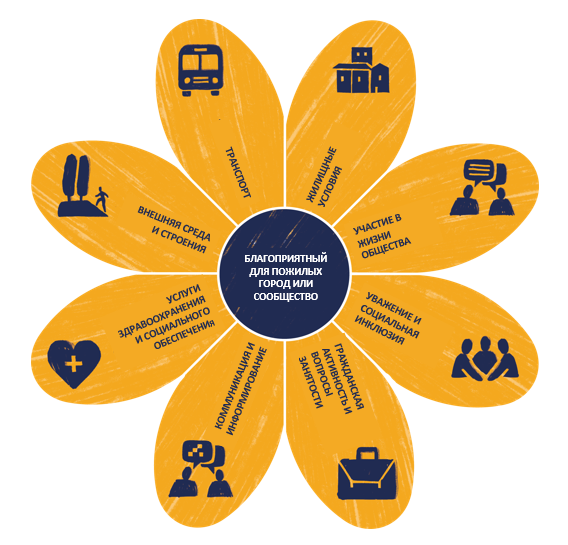 ТРАНСПОРТ
ЖИЛИЩНЫЕ
УСЛОВИЯ
УЧАСТИЕ В
ЖИЗНИ
ОБЩЕСТВА
УВАЖЕНИЕ И
СОЦИАЛЬНАЯ
ИНКЛЮЗИЯ
ГРАЖДАНСКАЯ
АКТИВНОСТЬ И
ВОПРОСЫ
ЗАНЯТОСТИ
КОММУНИКАЦИЯ И
ИНФОРМИРОВАНИЕ
УСЛУГИ
ЗДРАВООХРАНЕНИЯ
И СОЦИАЛЬНОГО
ОБЕСПЕЧЕНИя
ВНЕШНЯЯ СРЕДА
И СТРОЕНИЯ
БЛАГОПРИЯТНЫЙ
ДЛЯ ПОЖИЛЫХ
ГОРОД ИЛИ
СООБЩЕСТВО